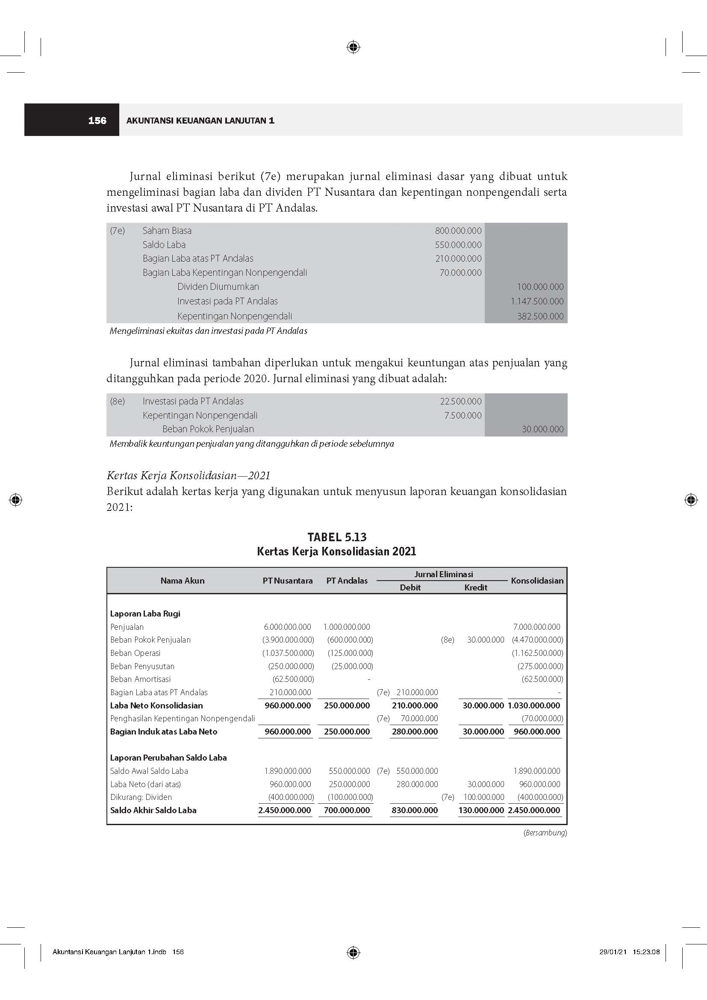 156 AKUNTANSI KEUANGAN LANJUTAN 1
Jurnal eliminasi berikut (7e) merupakan jurnal eliminasi dasar yang dibuat untuk
mengeliminasi bagian laba dan dividen PT Nusantara dan kepentingan nonpengendali serta
investasi awal PT Nusantara di PT Andalas.
(7e) Saham Biasa 800.000.000
Saldo Laba 550.000.000
Bagian Laba atas PT Andalas 210.000.000
Bagian Laba Kepentingan Nonpengendali 70.000.000
Dividen Diumumkan 100.000.000
Investasi pada PT Andalas 1.147.500.000
Kepentingan Nonpengendali 382.500.000
Mengeliminasi ekuitas dan investasi pada PT Andalas
Jurnal eliminasi tambahan diperlukan untuk mengakui keuntungan atas penjualan yang
ditangguhkan pada periode 2020. Jurnal eliminasi yang dibuat adalah:
(8e) Investasi pada PT Andalas 22.500.000
Kepentingan Nonpengendali 7.500.000
Beban Pokok Penjualan 30.000.000
Membalik keuntungan penjualan yang ditangguhkan di periode sebelumnya
Kertas Kerja Konsolidasian—2021
Berikut adalah kertas kerja yang digunakan untuk menyusun laporan keuangan konsolidasian
2021:
TABEL 5.13
Kertas Kerja Konsolidasian 2021
Nama Akun PT Nusantara PT Andalas Jurnal Eliminasi Konsolidasian
Debit Kredit
Laporan Laba Rugi
Penjualan 6.000.000.000 1.000.000.000 7.000.000.000
Beban Pokok Penjualan (3.900.000.000) (600.000.000) (8e) 30.000.000 (4.470.000.000)
Beban Operasi (1.037.500.000) (125.000.000) (1.162.500.000)
Beban Penyusutan (250.000.000) (25.000.000) (275.000.000)
Beban Amortisasi (62.500.000) - (62.500.000)
Bagian Laba atas PT Andalas 210.000.000 (7e) 210.000.000 -
Laba Neto Konsolidasian 960.000.000 250.000.000 210.000.000 30.000.000 1.030.000.000
Penghasilan Kepentingan Nonpengendali (7e) 70.000.000 (70.000.000)
Bagian Induk atas Laba Neto 960.000.000 250.000.000 280.000.000 30.000.000 960.000.000
Laporan Perubahan Saldo Laba
Saldo Awal Saldo Laba 1.890.000.000 550.000.000 (7e) 550.000.000 1.890.000.000
Laba Neto (dari atas) 960.000.000 250.000.000 280.000.000 30.000.000 960.000.000
Dikurang: Dividen (400.000.000) (100.000.000) (7e) 100.000.000 (400.000.000)
Saldo Akhir Saldo Laba 2.450.000.000 700.000.000 830.000.000 130.000.000 2.450.000.000
(Bersambung)
Akuntansi Keuangan Lanjutan 1.indb 156 29/01/21 15:23:08